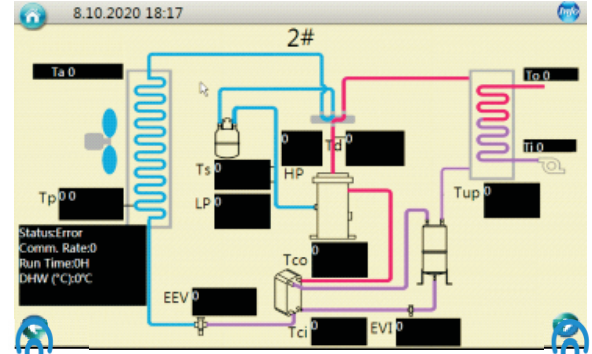 8.10.2020 18:17
Info
2#
Ta 0
To 0
0
Td 0
Ti 0
Ts 0
HP
Tp 0 0
LP 0
Tup 0
Status:Error
Comm. Rate:0
Run Time:0H
DHW (°C):0℃
Tco 0
EEV 0
Tci 0
EVI 0